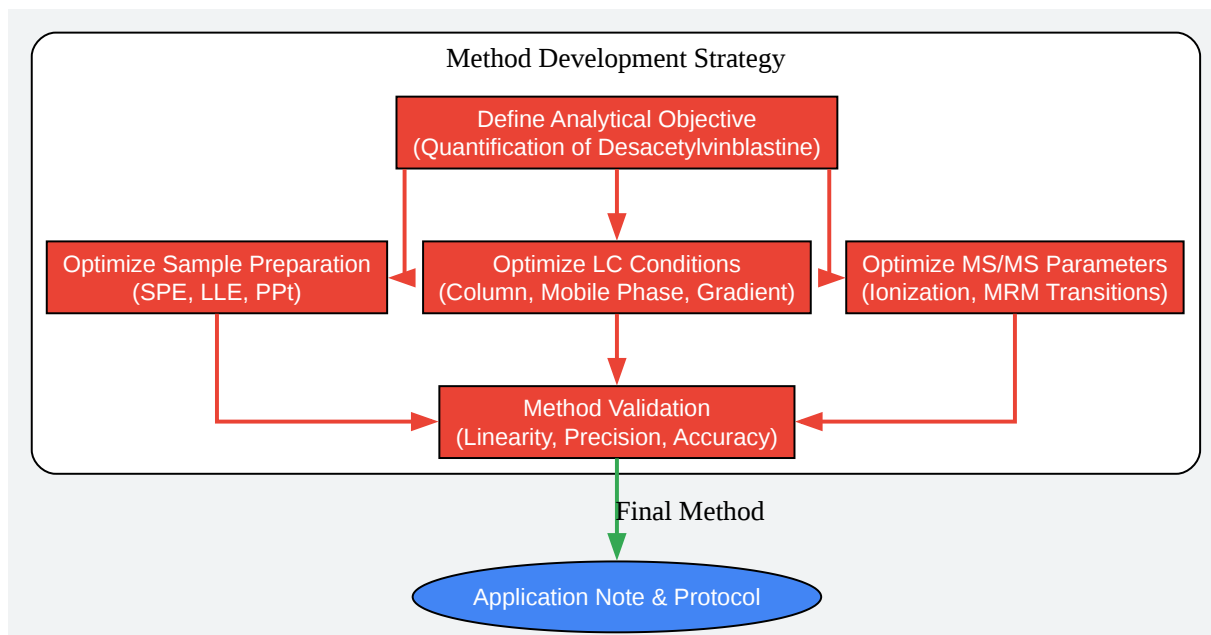 Method Development Strategy
Define Analytical Objective
(Quantification of Desacetylvinblastine)
Optimize Sample Preparation
(SPE, LLE, PPt)
Optimize LC Conditions
(Column, Mobile Phase, Gradient)
Optimize MS/MS Parameters
(Ionization, MRM Transitions)
Method Validation
(Linearity, Precision, Accuracy)
Final Method
Application Note & Protocol